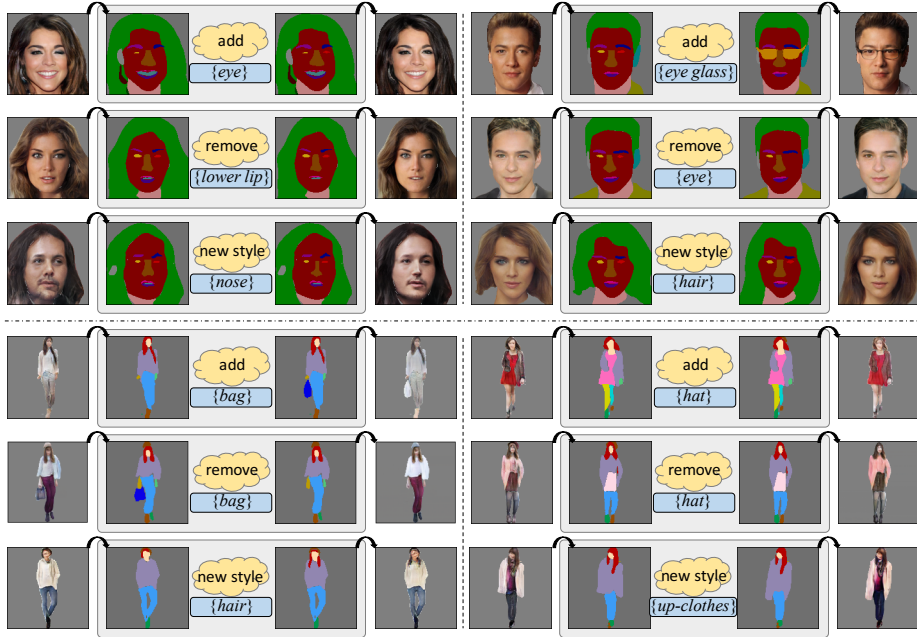 add
{eye}
add
{eye glass}
remove
{lower lip}
remove
{eye}
new style
{nose}
new style
{hair}
add
{bag}
add
{hat}
remove
{bag}
remove
{hat}
new style
{hair}
new style
{up-clothes}